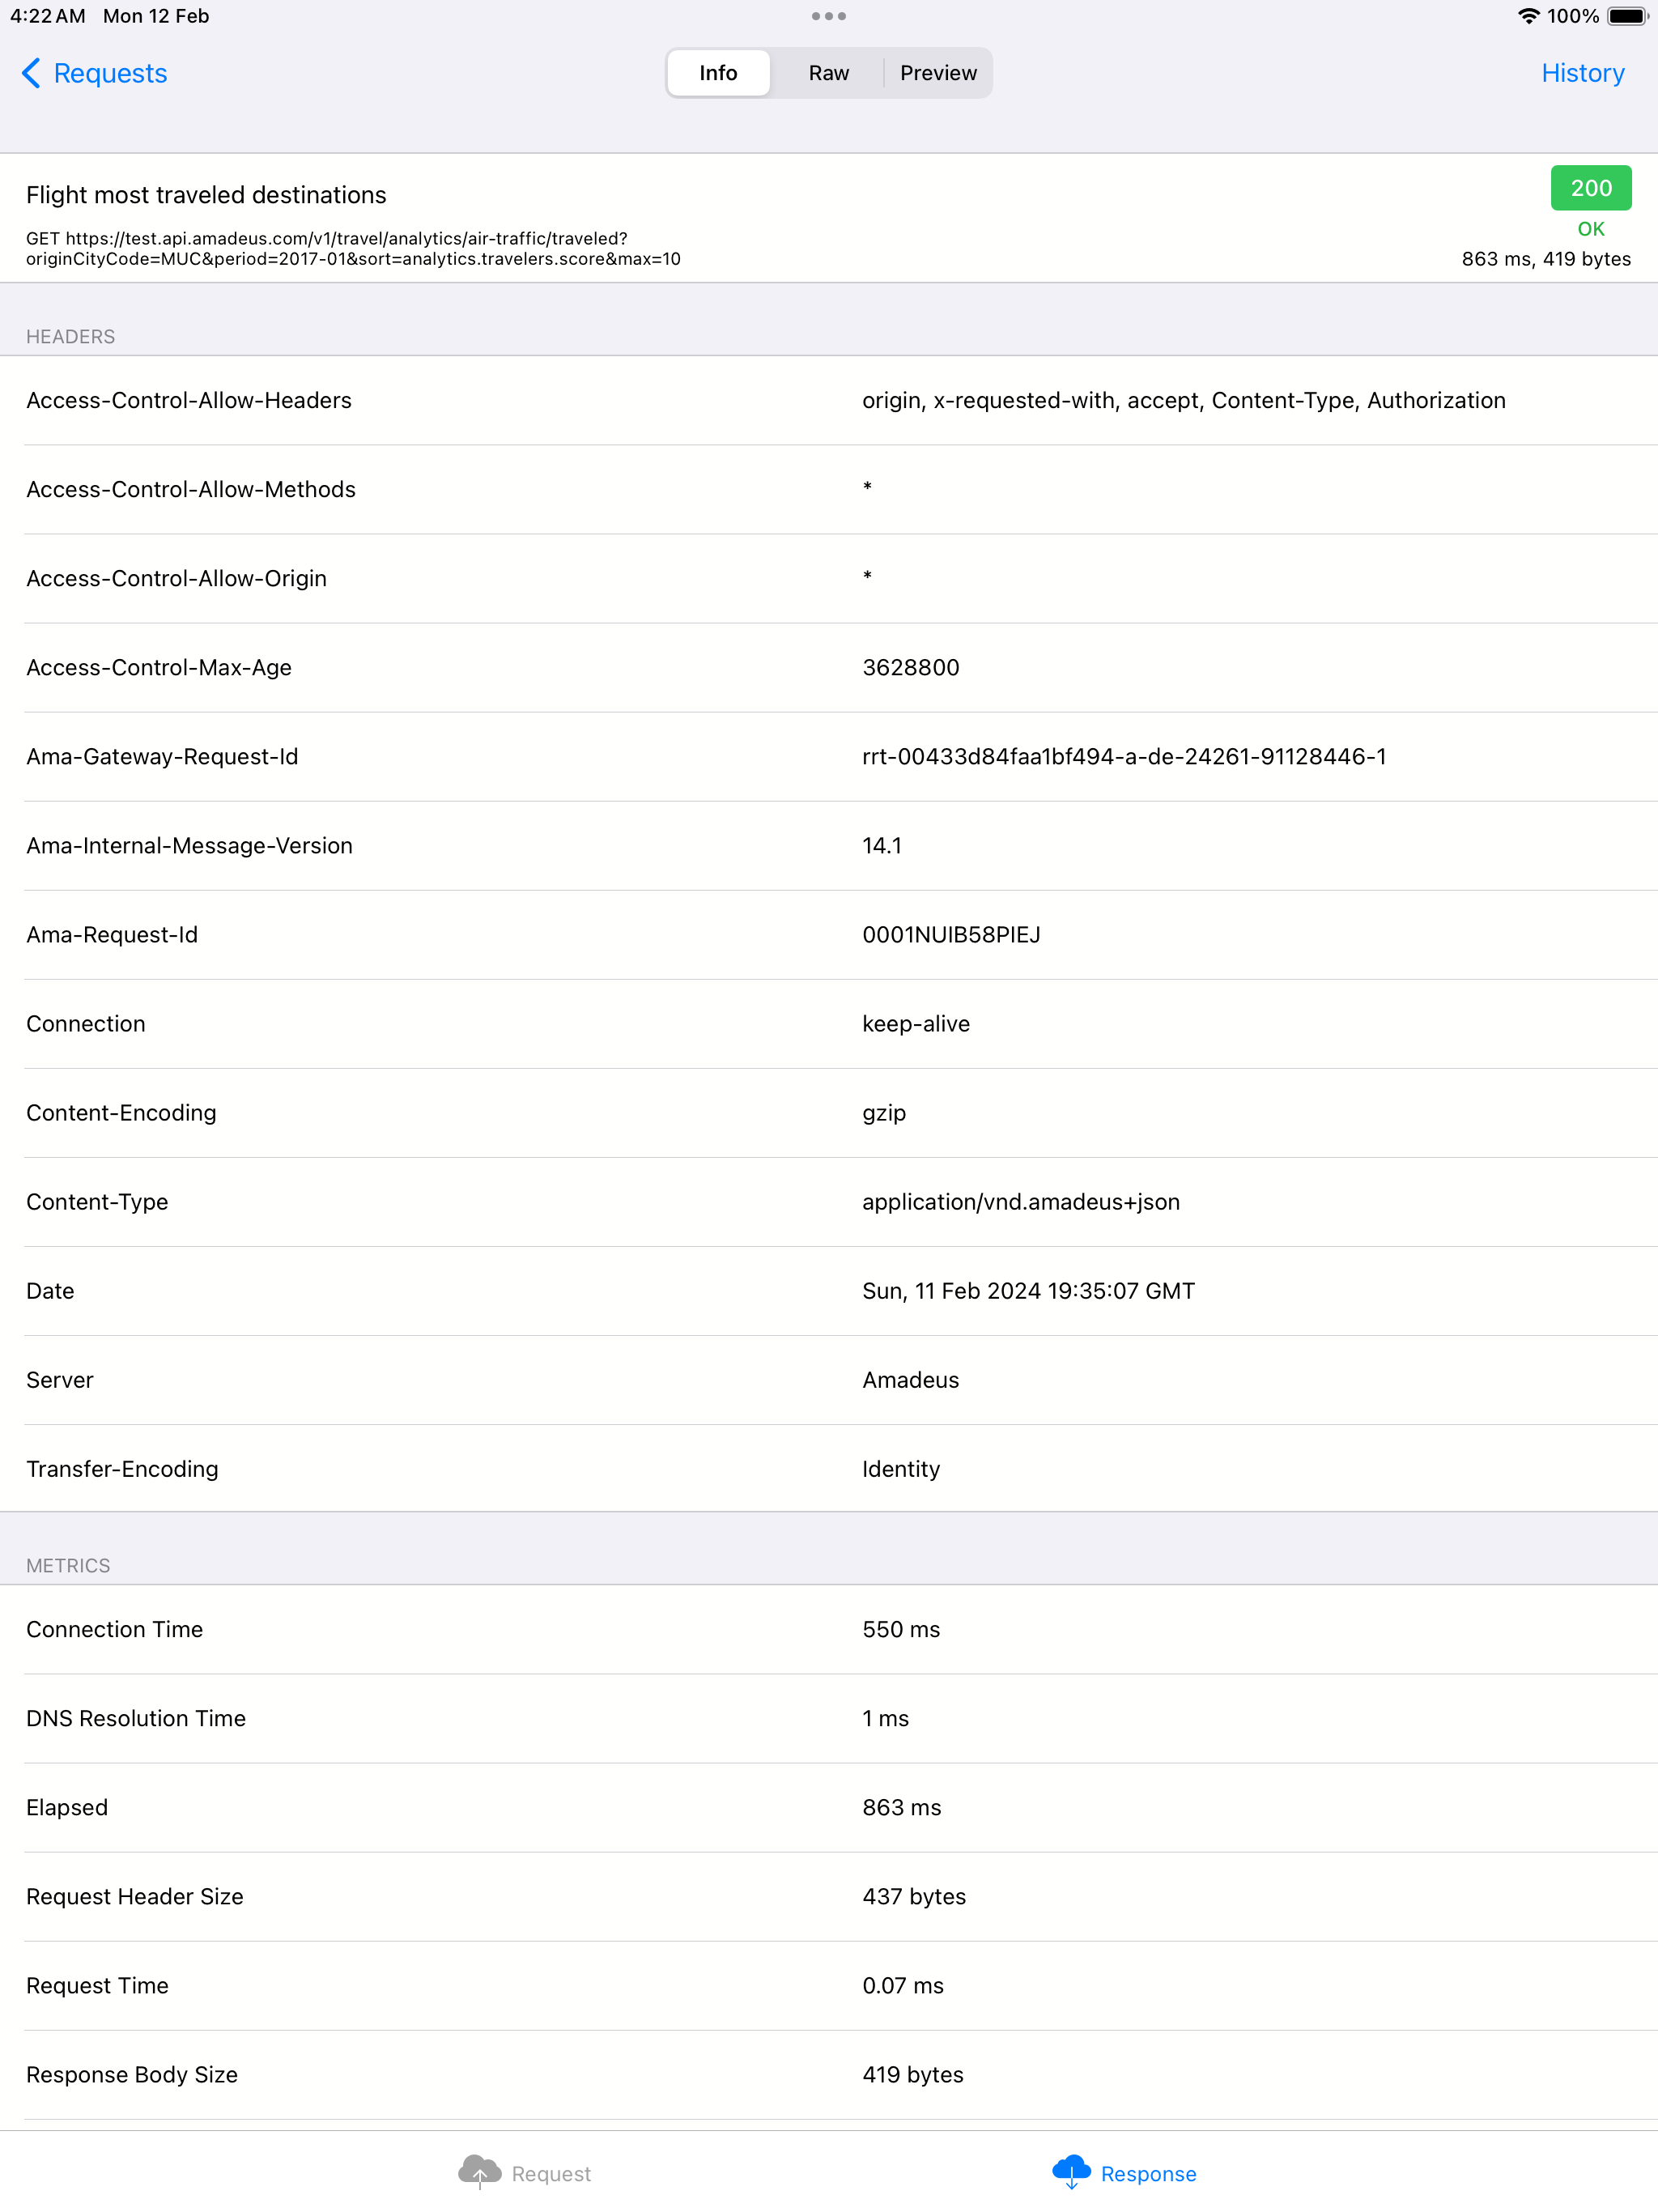 4:22 AM Mon 12 Feb
100%
Requests
Info Raw Preview
History
Flight most traveled destinations
200
GET https://test.api.amadeus.com/v1/travel/analytics/air-traffic/traveled?
OK
originCityCode=MUC&period=2017-01&sort=analytics.travelers.score&max=10
863 ms, 419 bytes
HEADERS
Access-Control-Allow-Headers origin, x-requested-with, accept, Content-Type, Authorization
Access-Control-Allow-Methods *
Access-Control-Allow-Origin *
Access-Control-Max-Age 3628800
Ama-Gateway-Request-Id rrt-00433d84faa1bf494-a-de-24261-91128446-1
Ama-Internal-Message-Version 14.1
Ama-Request-Id 0001NUIB58PIEJ
Connection keep-alive
Content-Encoding gzip
Content-Type application/vnd.amadeus+json
Date Sun, 11 Feb 2024 19:35:07 GMT
Server Amadeus
Transfer-Encoding Identity
METRICS
Connection Time 550 ms
DNS Resolution Time 1 ms
Elapsed 863 ms
Request Header Size 437 bytes
Request Time 0.07 ms
Response Body Size 419 bytes
Request Response